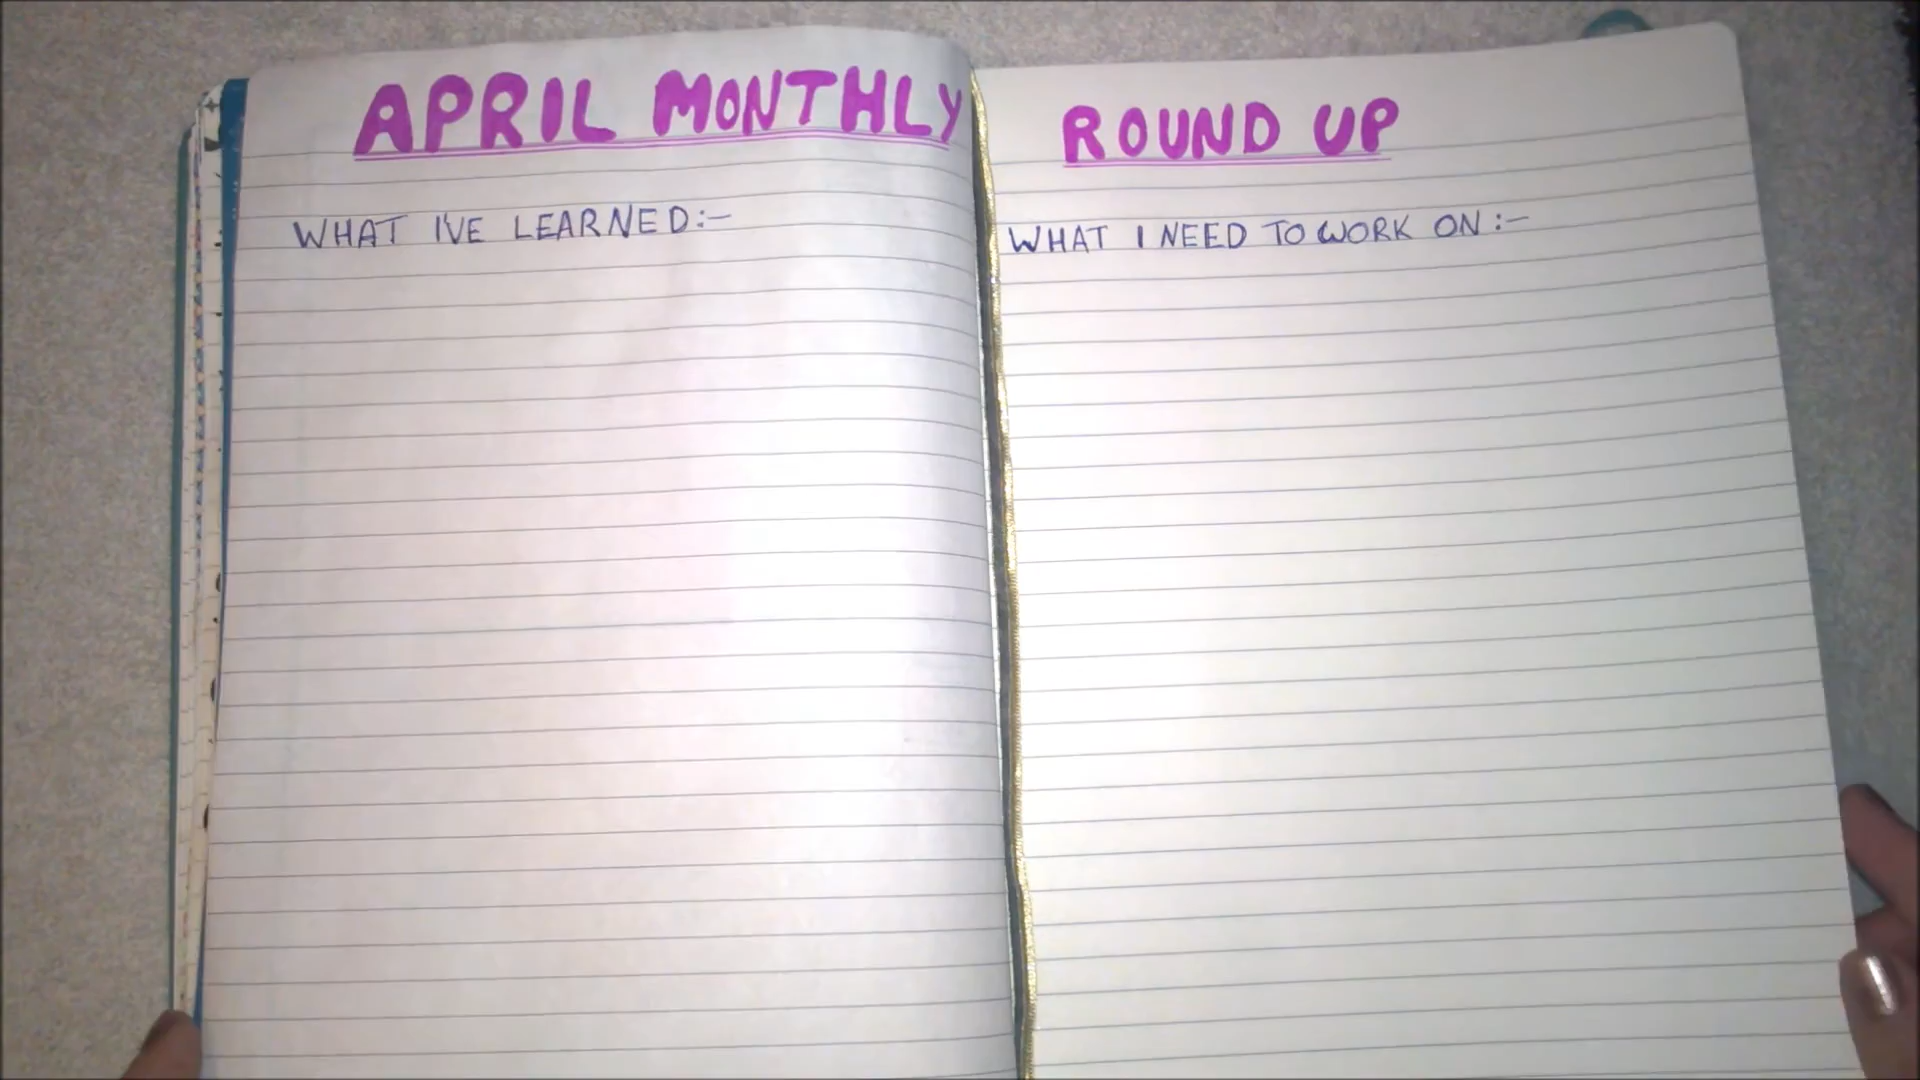 APRIL MONTHLY ROUND UP
WHAT I'VE LEARNED:-
WHAT I NEED TO WORK ON:-